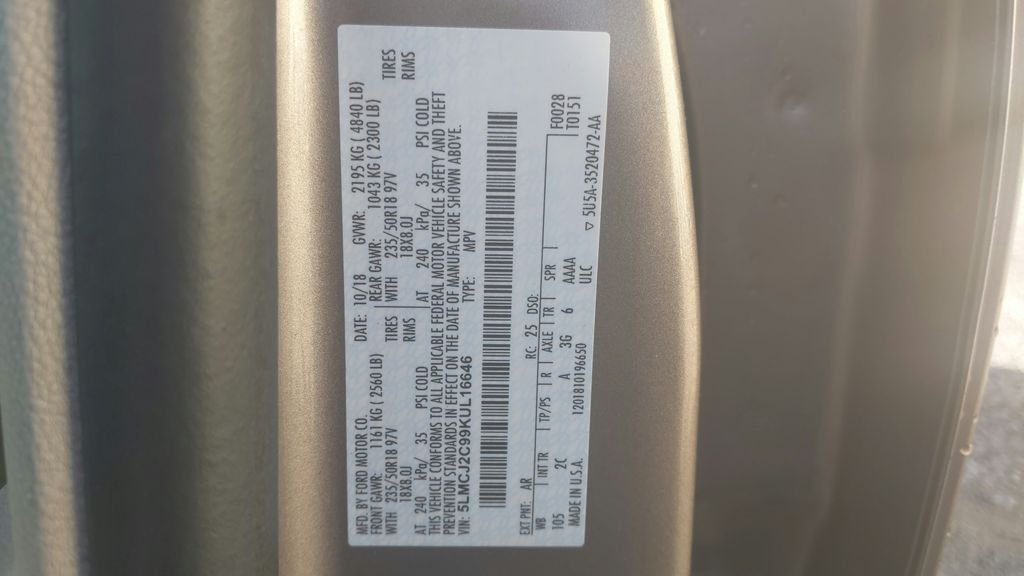 MFD. BY FORD MOTOR CO.
DATE: 10/18 GVWR: 2195 KG ( 4840 LB)
FRONT GAWR: 1161 KG ( 2560 LB) REAR GAWR: 1043 KG ( 2300 LB)
WITH 235/50R18 97V TIRES WITH 235/50R18 97V TIRES
18X8.0J RIMS 18X8.0J RIMS
AT 240 kPa/ 35 PSI COLD AT 240 kPa/ 35 PSI COLD
THIS VEHICLE CONFORMS TO ALL APPLICABLE FEDERAL MOTOR VEHICLE SAFETY AND THEFT
PREVENTION STANDARDS IN EFFECT ON THE DATE OF MANUFACTURE SHOWN ABOVE.
VIN: 5LMCJ2C99KUL16646 TYPE: MPV
EXT PNT: AR RC: 25 DSO: F0028
WB INT TR TP/PS R AXLE TR SPR T0151
105 2C A 3G 6 AAAA
MADE IN U.S.A. 1201810196650 ULC
▽ 5U5A-3520472-AA